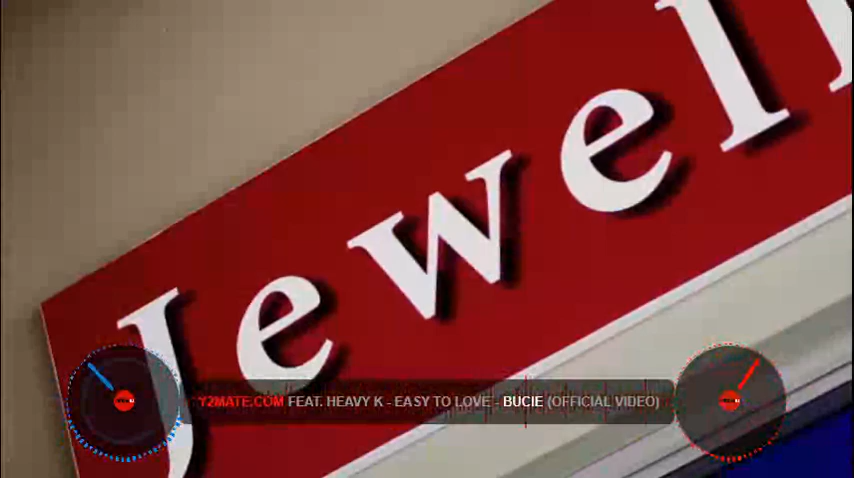 Jewell
Y2MATE.COM FEAT. HEAVY K - EASY TO LOVE - BUCIE (OFFICIAL VIDEO)